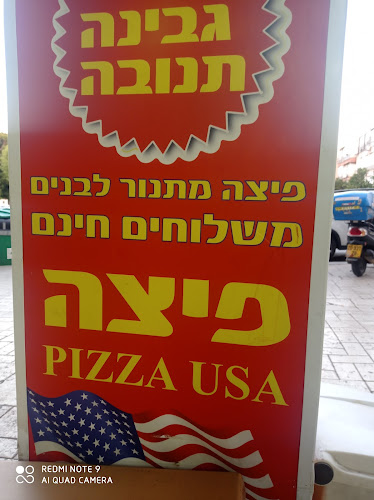 גבינה
תנובה
פיצה מתנור לבנים
משלוחים חינם
פיצה
PIZZA USA
REDMI NOTE 9
AI QUAD CAMERA